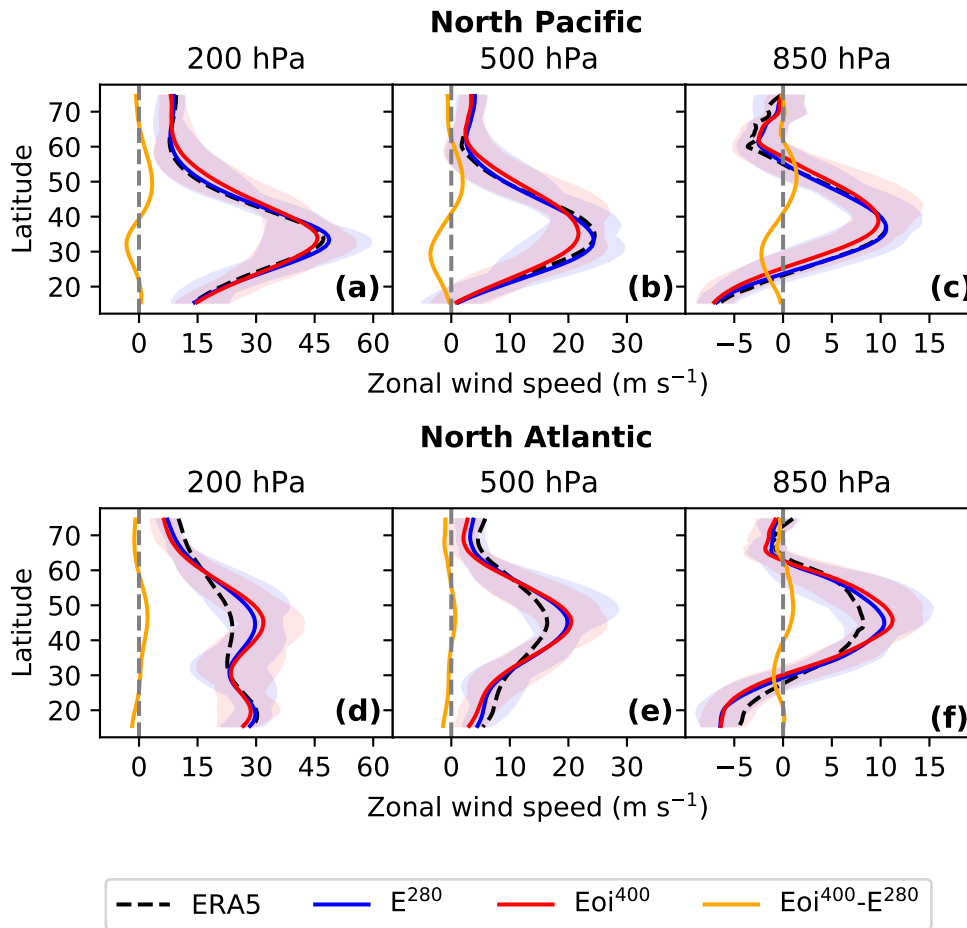 North Pacific
200 hPa 500 hPa 850 hPa
Latitude
70
60
50
40
30
20
(a) (b) (c)
0 15 30 45 60 0 10 20 30 −5 0 5 10 15
Zonal wind speed (m s⁻¹)
North Atlantic
200 hPa 500 hPa 850 hPa
Latitude
70
60
50
40
30
20
(d) (e) (f)
0 15 30 45 60 0 10 20 30 −5 0 5 10 15
Zonal wind speed (m s⁻¹)
ERA5 E²⁸⁰ Eoi⁴⁰⁰ Eoi⁴⁰⁰-E²⁸⁰